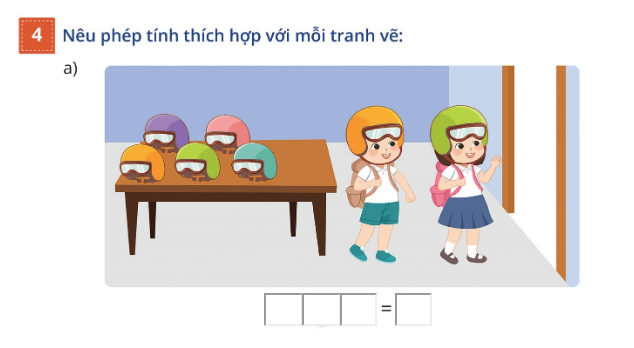 4 Nêu phép tính thích hợp với mỗi tranh vẽ:
a)
=